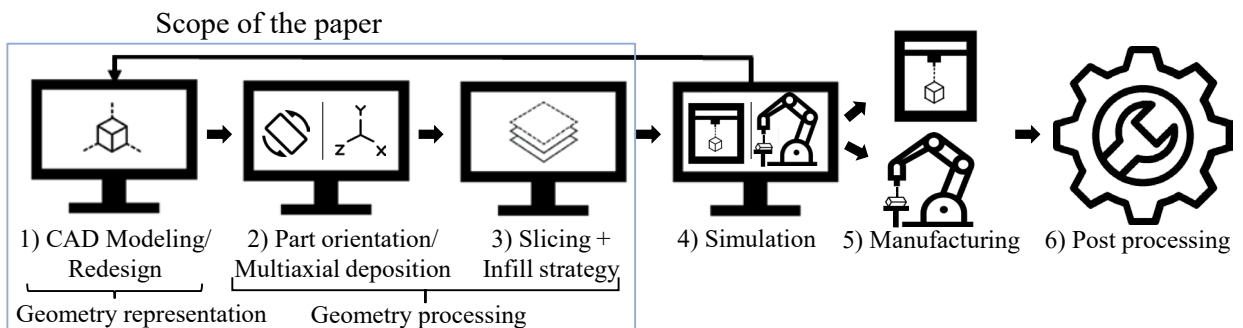 Scope of the paper
Y
Z
X
1) CAD Modeling/
Redesign
2) Part orientation/
Multiaxial deposition
3) Slicing +
Infill strategy
4) Simulation
5) Manufacturing
6) Post processing
Geometry representation
Geometry processing